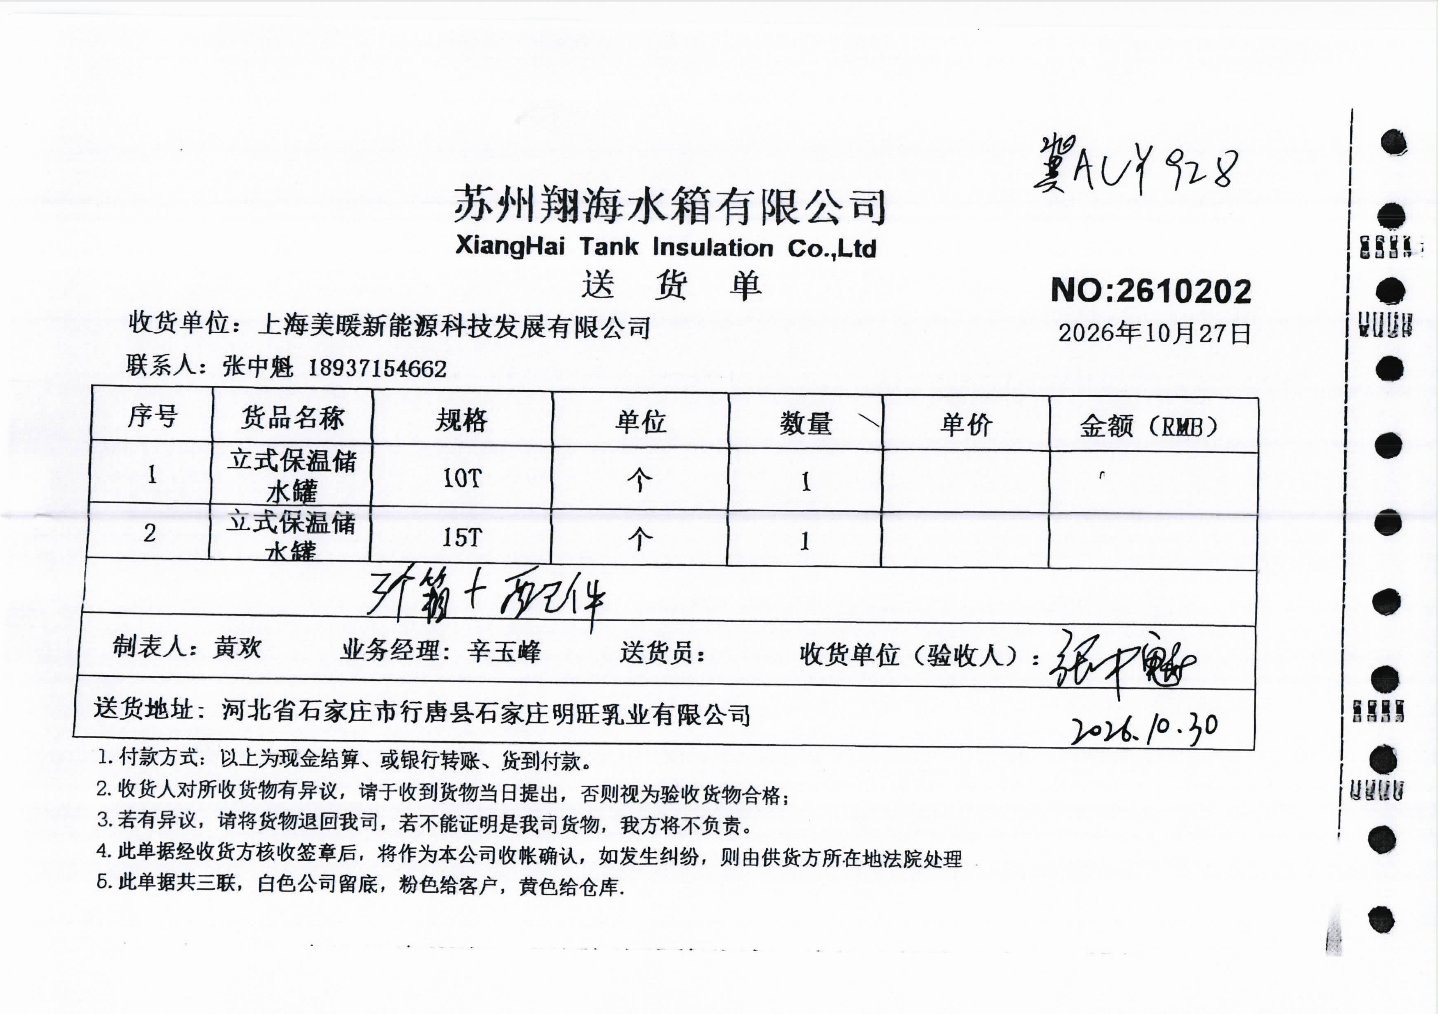 冀AUY928
苏州翔海水箱有限公司
XiangHai Tank Insulation Co.,Ltd
送 货 单
NO:2610202
收货单位：上海美暖新能源科技发展有限公司
2026年10月27日
联系人：张中魁 18937154662
序号 货品名称 规格 单位 数量 单价 金额（RMB）
1 立式保温储水罐 10T 个 1
2 立式保温储水罐 15T 个 1
3个箱+配件
制表人：黄欢 业务经理：辛玉峰 送货员： 收货单位（验收人）：张中魁
送货地址：河北省石家庄市行唐县石家庄明旺乳业有限公司
2026.10.30
1. 付款方式：以上为现金结算、或银行转账、货到付款。
2. 收货人对所收货物有异议，请于收到货物当日提出，否则视为验收货物合格；
3. 若有异议，请将货物退回我司，若不能证明是我司货物，我方将不负责。
4. 此单据经收货方核收签章后，将作为本公司收帐确认，如发生纠纷，则由供货方所在地法院处理
5. 此单据共三联，白色公司留底，粉色给客户，黄色给仓库.